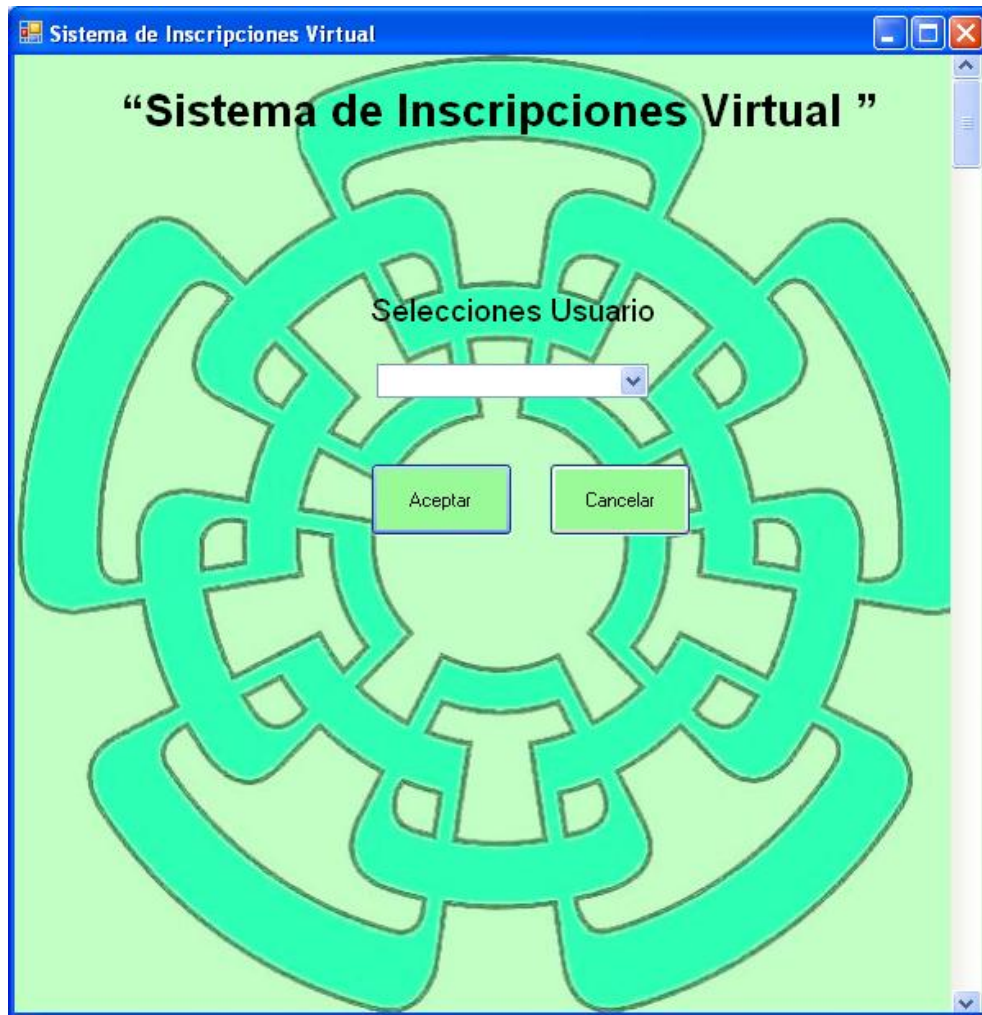 Sistema de Inscripciones Virtual
“Sistema de Inscripciones Virtual ”
Selecciones Usuario
Aceptar
Cancelar